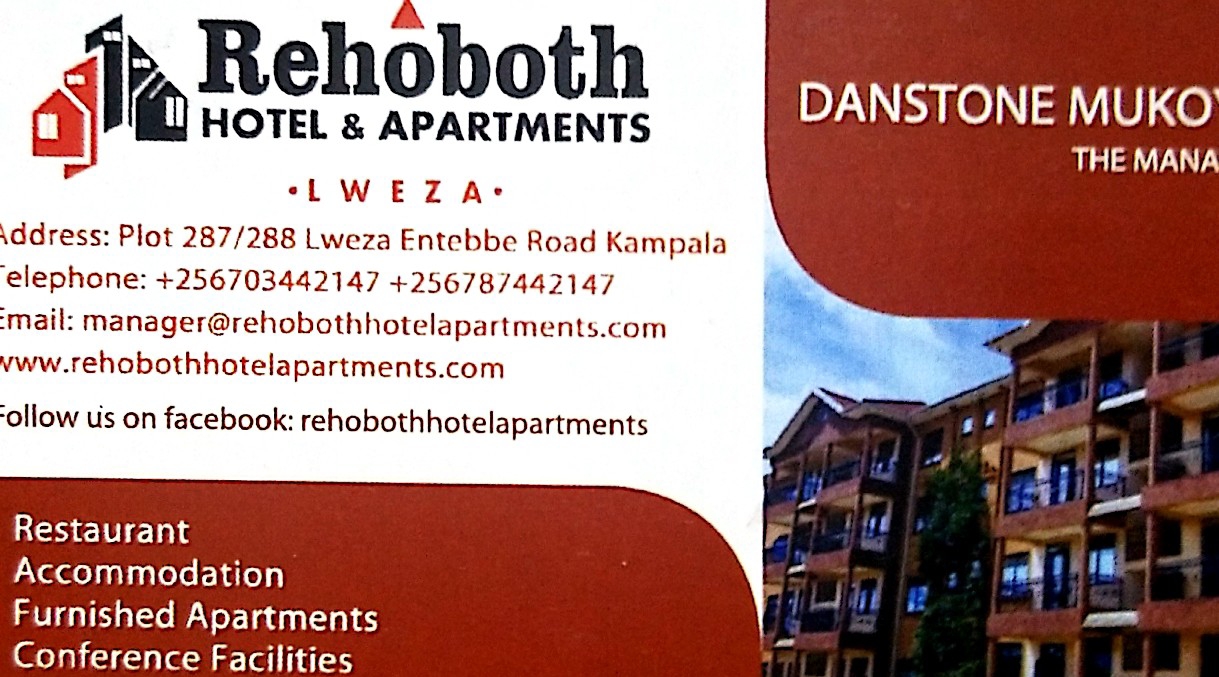 Rehoboth
HOTEL & APARTMENTS
• L W E Z A •
Address: Plot 287/288 Lweza Entebbe Road Kampala
Telephone: +256703442147 +256787442147
Email: manager@rehobothhotelapartments.com
www.rehobothhotelapartments.com
Follow us on facebook: rehobothhotelapartments
Restaurant
Accommodation
Furnished Apartments
Conference Facilities
DANSTONE
THE